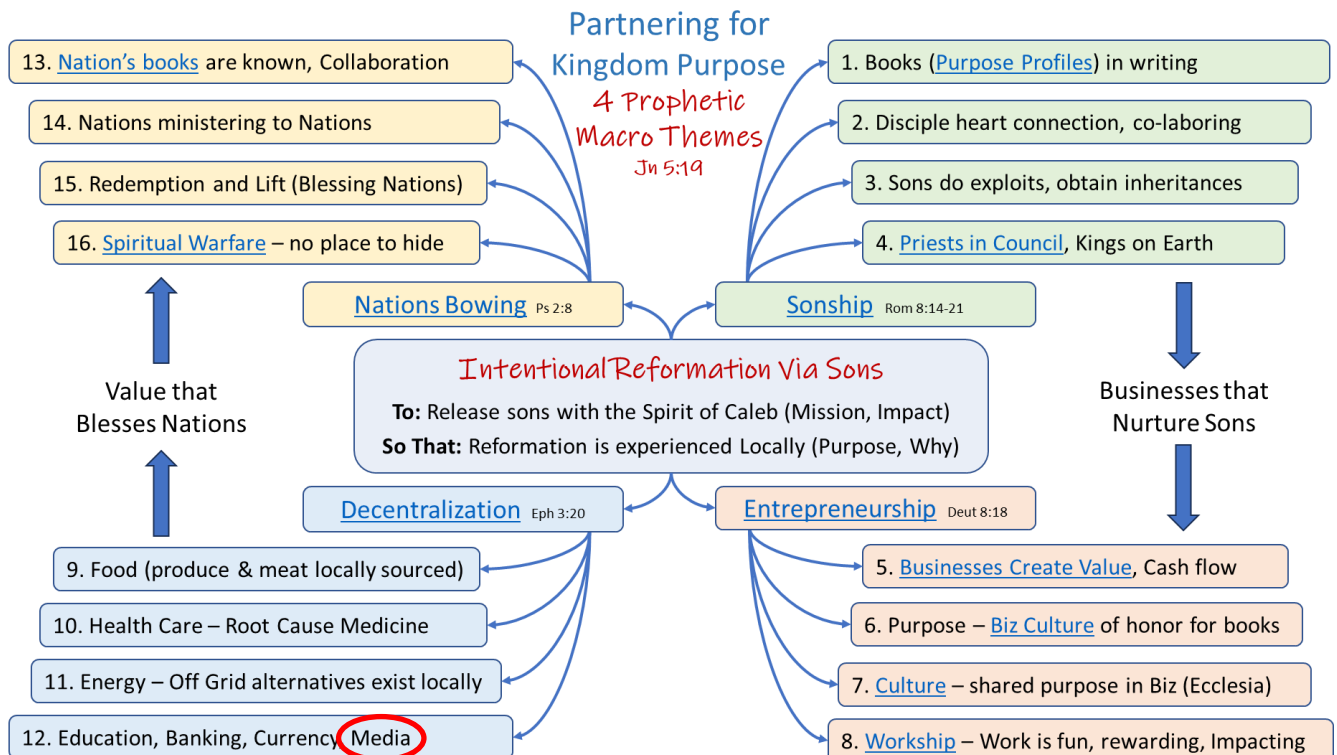 Partnering for
Kingdom Purpose
4 Prophetic
Macro Themes
Jn 5:19
1. Books (Purpose Profiles) in writing
2. Disciple heart connection, co-laboring
3. Sons do exploits, obtain inheritances
4. Priests in Council, Kings on Earth
Sonship Rom 8:14-21
Businesses that
Nurture Sons
Entrepreneurship Deut 8:18
5. Businesses Create Value, Cash flow
6. Purpose – Biz Culture of honor for books
7. Culture – shared purpose in Biz (Ecclesia)
8. Workship – Work is fun, rewarding, Impacting
Intentional Reformation Via Sons
To: Release sons with the Spirit of Caleb (Mission, Impact)
So That: Reformation is experienced Locally (Purpose, Why)
Decentralization Eph 3:20
9. Food (produce & meat locally sourced)
10. Health Care – Root Cause Medicine
11. Energy – Off Grid alternatives exist locally
12. Education, Banking, Currency, Media
Value that
Blesses Nations
Nations Bowing Ps 2:8
13. Nation's books are known, Collaboration
14. Nations ministering to Nations
15. Redemption and Lift (Blessing Nations)
16. Spiritual Warfare – no place to hide